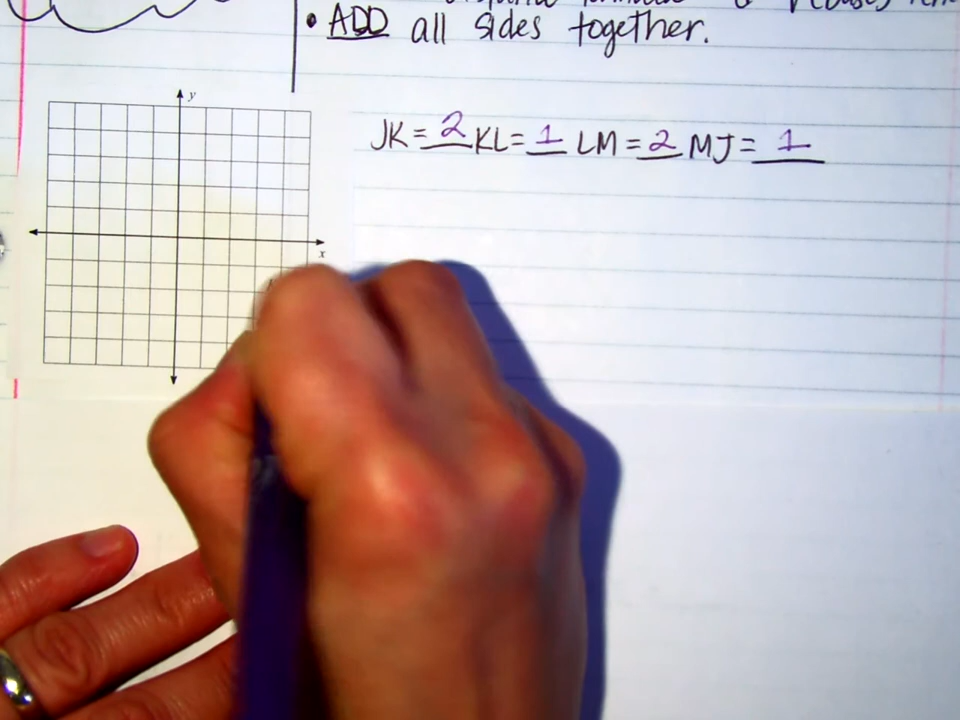 • ADD all sides together.
y
JK = 2 KL = 1 LM = 2 MJ = 1
x